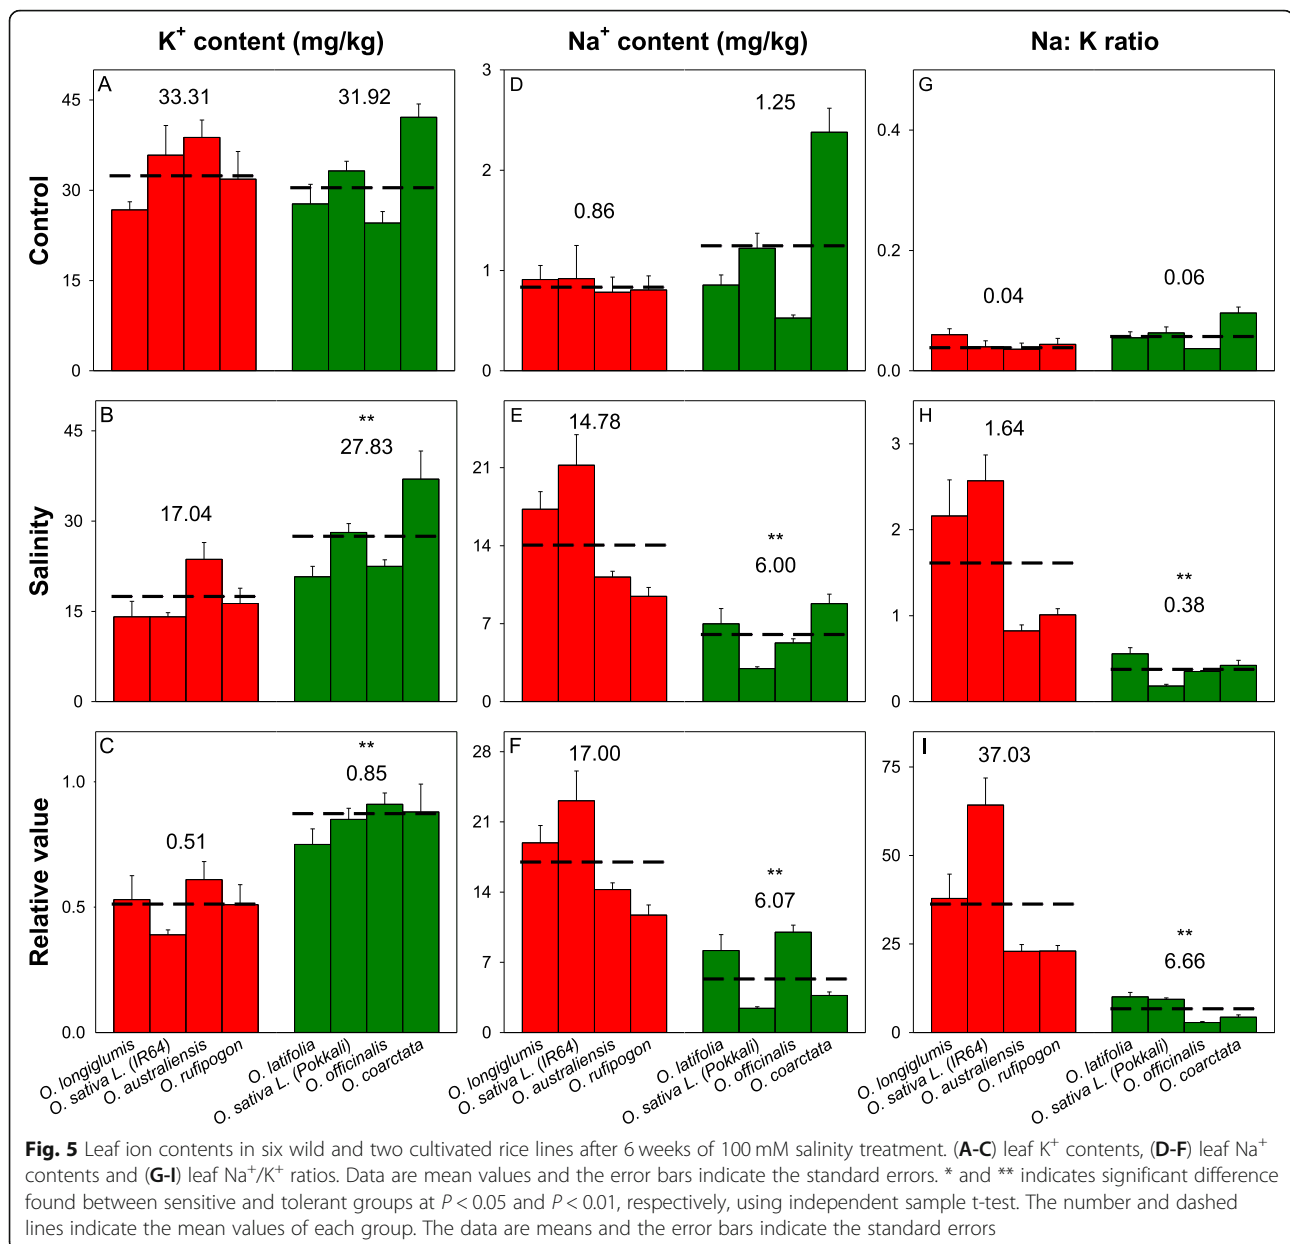 K⁺ content (mg/kg)
Na⁺ content (mg/kg)
Na: K ratio
Control
A
45
30
15
0
33.31
31.92
D
3
2
1
0
0.86
1.25
G
0.4
0.2
0.0
0.04
0.06
Salinity
B
45
30
15
0
17.04
**
27.83
E
21
14
7
0
14.78
**
6.00
H
3
2
1
0
1.64
**
0.38
Relative value
C
1.0
0.5
0.0
0.51
**
0.85
F
28
21
14
7
0
17.00
**
6.07
I
75
50
25
0
37.03
**
6.66
O. longiglumis
O. sativa L. (IR64)
O. australiensis
O. rufipogon
O. latifolia
O. sativa L. (Pokkali)
O. officinalis
O. coarctata
O. longiglumis
O. sativa L. (IR64)
O. australiensis
O. rufipogon
O. latifolia
O. sativa L. (Pokkali)
O. officinalis
O. coarctata
O. longiglumis
O. sativa L. (IR64)
O. australiensis
O. rufipogon
O. latifolia
O. sativa L. (Pokkali)
O. officinalis
O. coarctata
Fig. 5 Leaf ion contents in six wild and two cultivated rice lines after 6 weeks of 100 mM salinity treatment. (A-C) leaf K⁺ contents, (D-F) leaf Na⁺
contents and (G-I) leaf Na⁺/K⁺ ratios. Data are mean values and the error bars indicate the standard errors. * and ** indicates significant difference
found between sensitive and tolerant groups at P < 0.05 and P < 0.01, respectively, using independent sample t-test. The number and dashed
lines indicate the mean values of each group. The data are means and the error bars indicate the standard errors